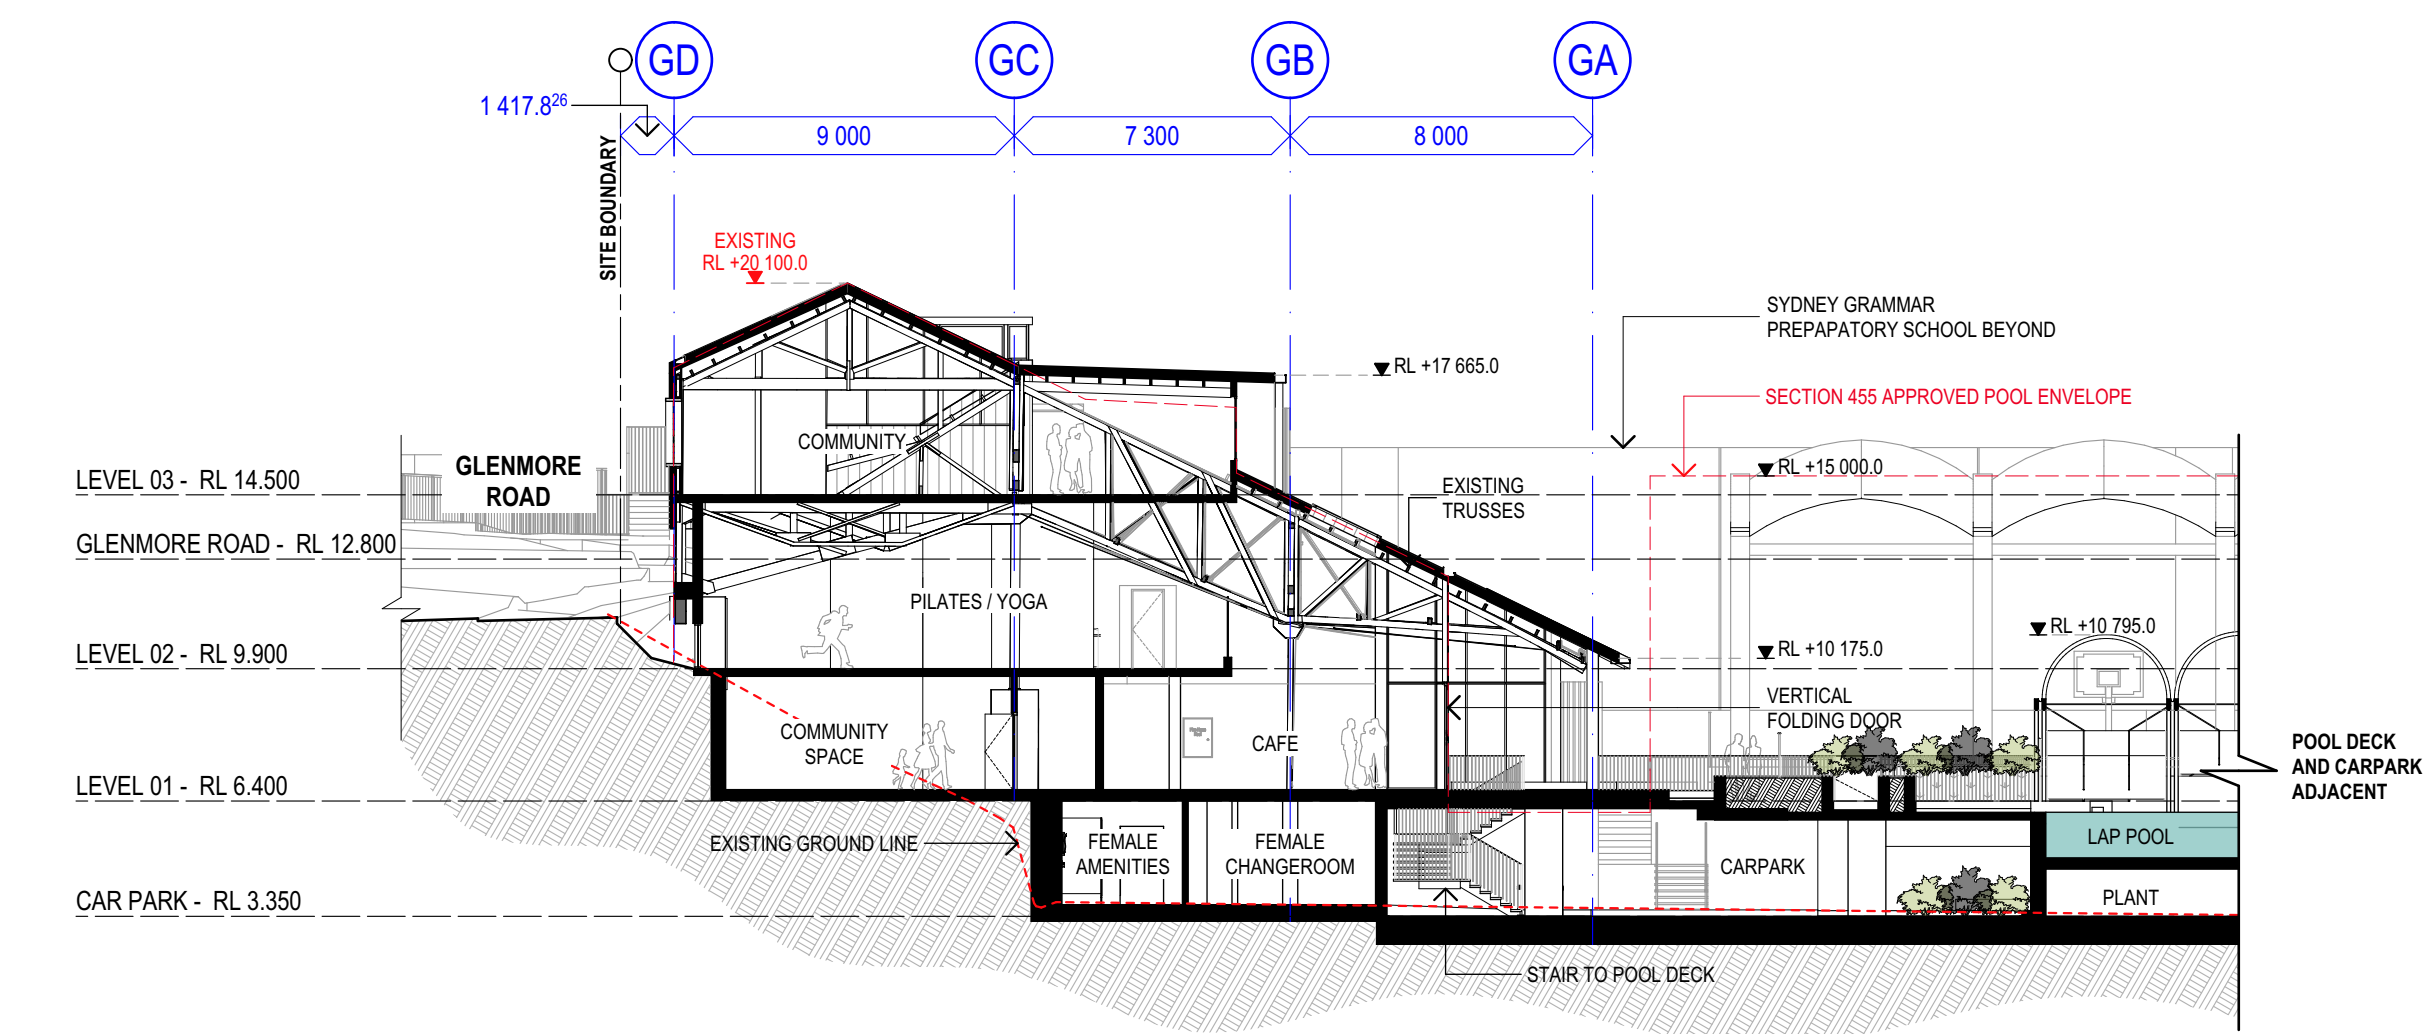 GD
GC
GB
GA
1 417.8²⁶
9 000
7 300
8 000
SITE BOUNDARY
EXISTING
RL +20 100.0
SYDNEY GRAMMAR
PREPAPATORY SCHOOL BEYOND
RL +17 665.0
SECTION 455 APPROVED POOL ENVELOPE
COMMUNITY
GLENMORE
ROAD
LEVEL 03 - RL 14.500
RL +15 000.0
EXISTING
TRUSSES
GLENMORE ROAD - RL 12.800
PILATES / YOGA
RL +10 795.0
LEVEL 02 - RL 9.900
RL +10 175.0
VERTICAL
FOLDING DOOR
COMMUNITY
SPACE
CAFE
POOL DECK
AND CARPARK
ADJACENT
LEVEL 01 - RL 6.400
EXISTING GROUND LINE
FEMALE
AMENITIES
FEMALE
CHANGEROOM
CARPARK
LAP POOL
CAR PARK - RL 3.350
PLANT
STAIR TO POOL DECK